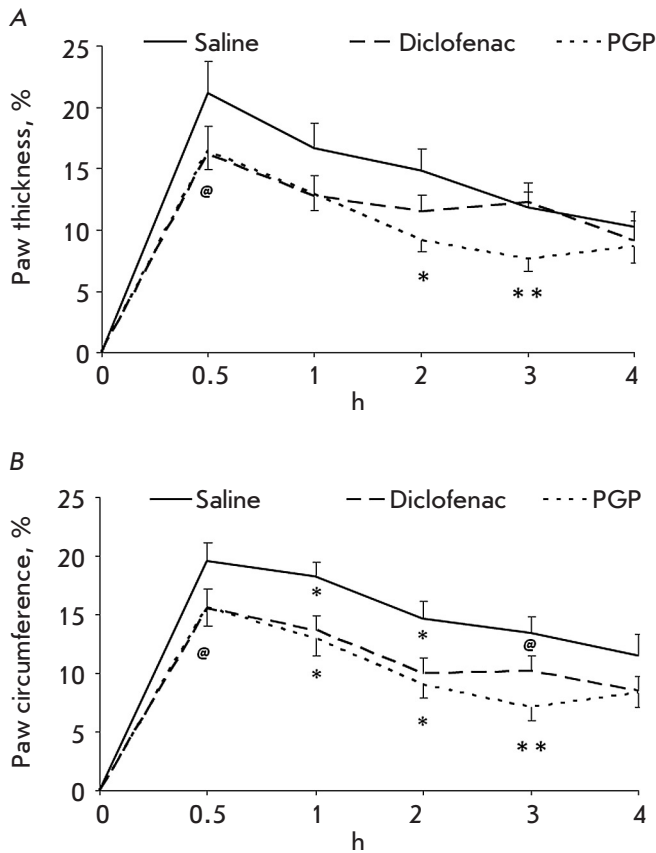 A
Saline Diclofenac PGP
Paw thickness, %
25
20
15
10
5
0
@
*
* *
0 0.5 1 2 3 4
h
B
Saline Diclofenac PGP
Paw circumference, %
25
20
15
10
5
0
* * @
@ * * * *
0 0.5 1 2 3 4
h